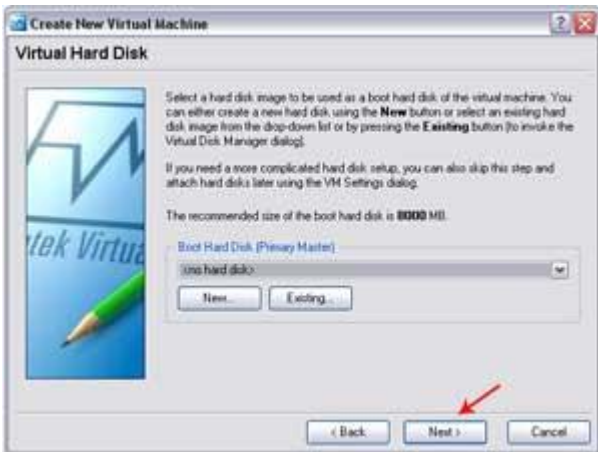 Create New Virtual Machine
Virtual Hard Disk
Select a hard disk image to be used as a boot hard disk of the virtual machine. You
can either create a new hard disk using the New button or select an existing hard
disk image from the drop-down list or by pressing the Existing button (to invoke the
Virtual Disk Manager dialog).
If you need a more complicated hard disk setup, you can also skip this step and
attach hard disks later using the VM Settings dialog.
The recommended size of the boot hard disk is 8000 MB.
Boot Hard Disk (Primary Master)
<no hard disk>
New... Existing...
tek Virtua
< Back Next > Cancel